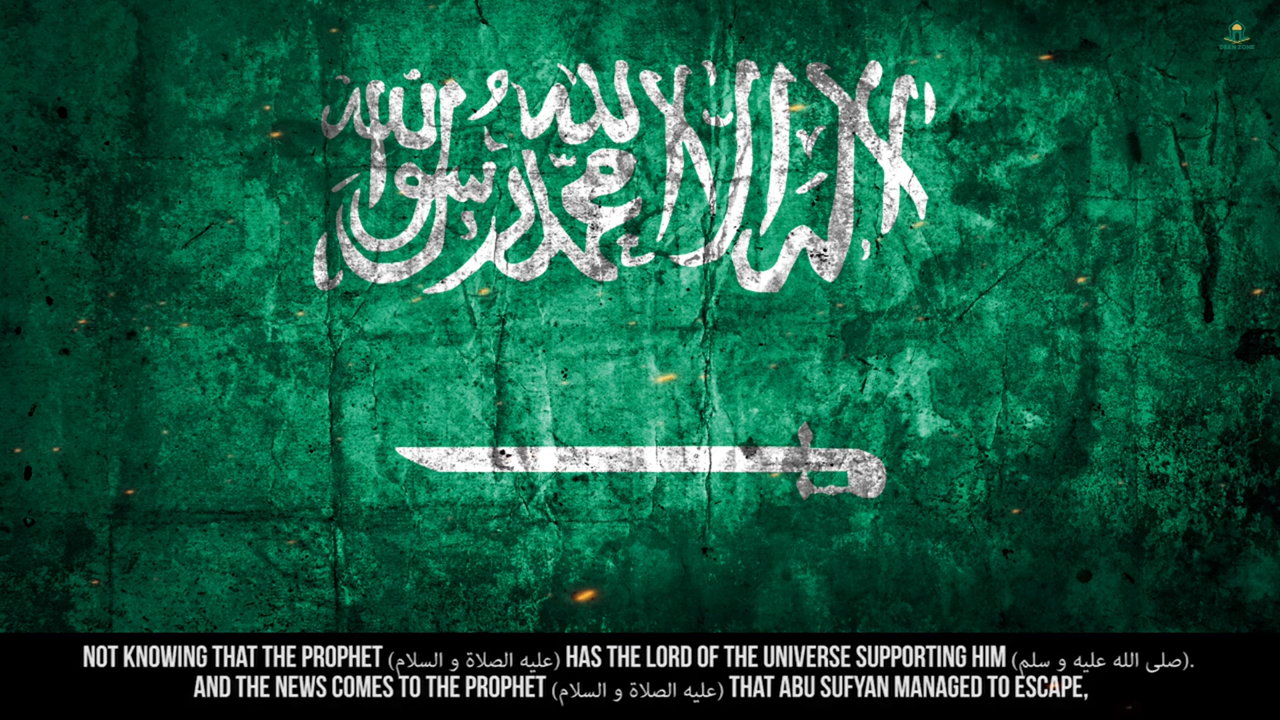 DEEN ZONE
لا إله إلا الله محمد رسول الله
NOT KNOWING THAT THE PROPHET (عليه الصلاة و السلام) HAS THE LORD OF THE UNIVERSE SUPPORTING HIM (صلى الله عليه و سلم).
AND THE NEWS COMES TO THE PROPHET (عليه الصلاة و السلام) THAT ABU SUFYAN MANAGED TO ESCAPE,